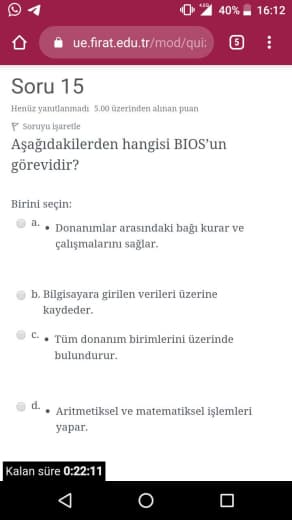 40% 16:12
ue.firat.edu.tr/mod/qui: 5
Soru 15
Henüz yanıtlanmadı 5.00 üzerinden alınan puan
Soruyu işaretle
Aşağıdakilerden hangisi BIOS’un
görevidir?
Birini seçin:
a. • Donanımlar arasındaki bağı kurar ve
çalışmalarını sağlar.
b. Bilgisayara girilen verileri üzerine
kaydeder.
c. • Tüm donanım birimlerini üzerinde
bulundurur.
d. • Aritmetiksel ve matematiksel işlemleri
yapar.
Kalan süre 0:22:11